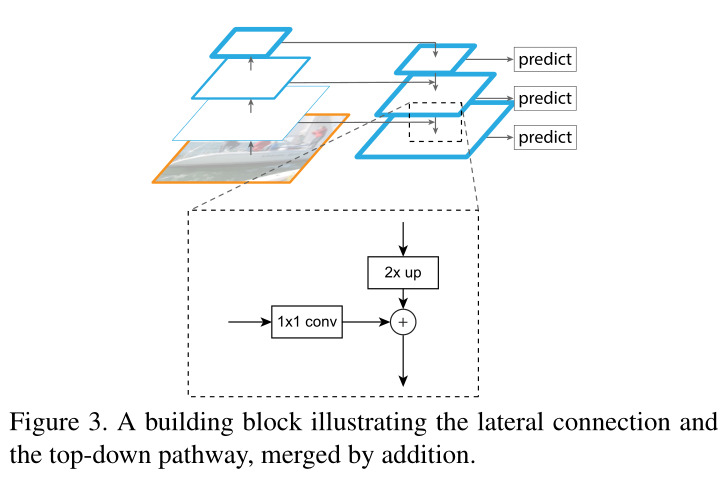 predict
predict
predict
2x up
1x1 conv
+
Figure 3. A building block illustrating the lateral connection and
the top-down pathway, merged by addition.